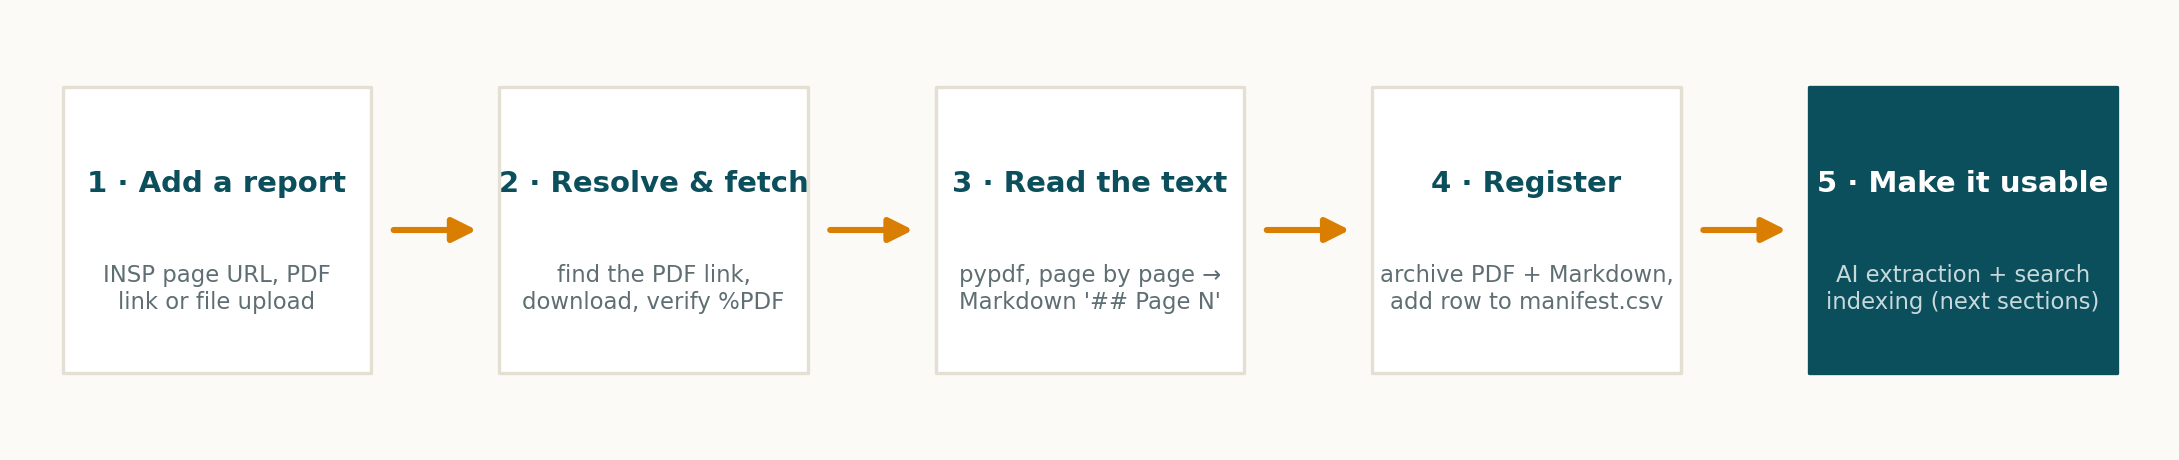 1 · Add a report
INSP page URL, PDF
link or file upload
2 · Resolve & fetch
find the PDF link,
download, verify %PDF
3 · Read the text
pypdf, page by page →
Markdown '## Page N'
4 · Register
archive PDF + Markdown,
add row to manifest.csv
5 · Make it usable
AI extraction + search
indexing (next sections)